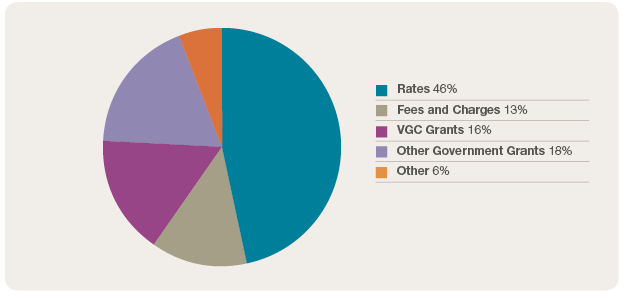 Rates 46%
Fees and Charges 13%
VGC Grants 16%
Other Government Grants 18%
Other 6%